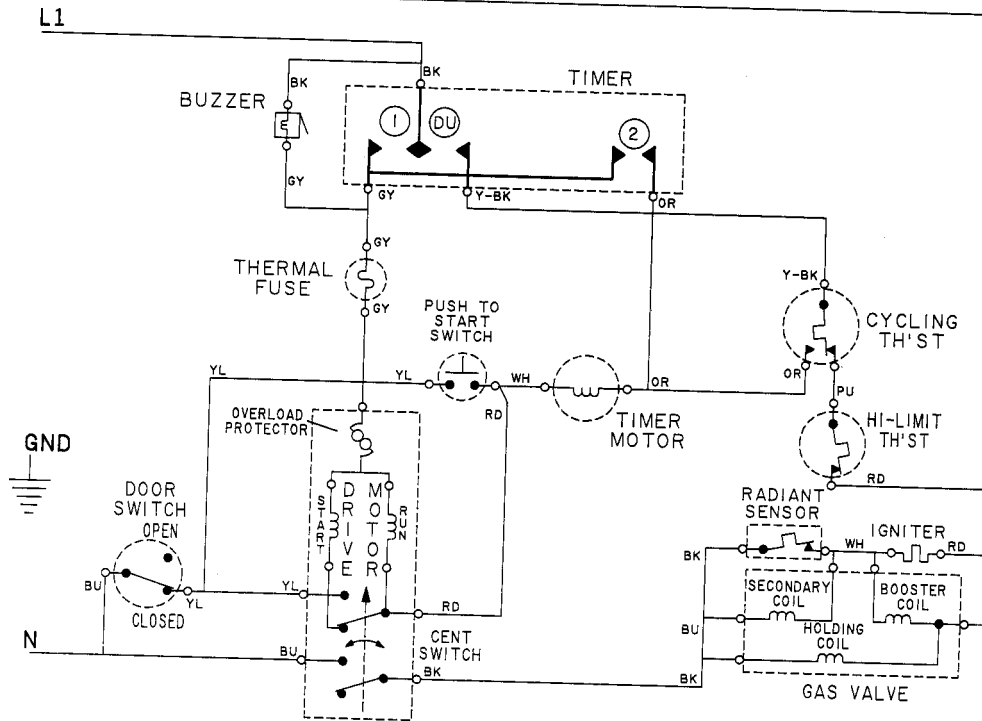 L1
BK
TIMER
BK
BUZZER
1
DU
2
GY
GY
Y-BK
OR
GY
THERMAL
FUSE
GY
Y-BK
PUSH TO
START
SWITCH
CYCLING
TH'ST
YL
YL
WH
OR
OR
PU
RD
OVERLOAD
PROTECTOR
TIMER
MOTOR
HI-LIMIT
TH'ST
GND
RD
DOOR
SWITCH
OPEN
START
DRIVE
MOTOR
RUN
RADIANT
SENSOR
IGNITER
BK
WH
RD
BU
YL
YL
CLOSED
RD
SECONDARY
COIL
BOOSTER
COIL
BU
HOLDING
COIL
N
BU
CENT
SWITCH
BK
BK
GAS VALVE